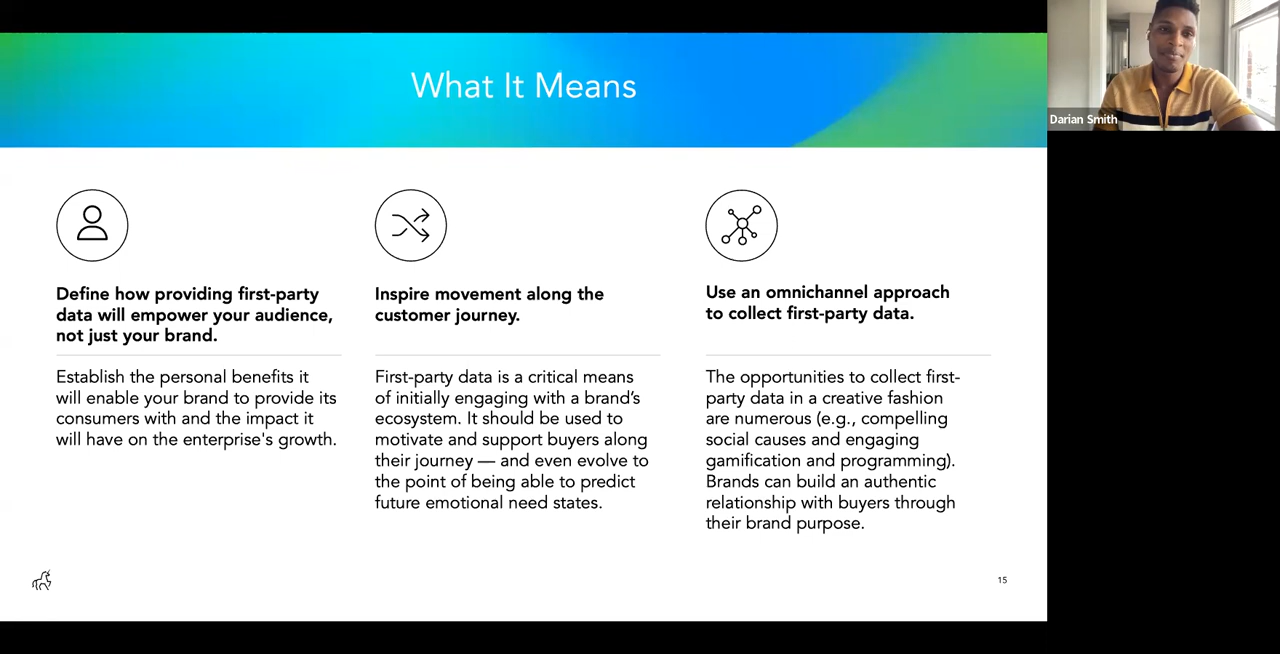 What It Means
Darian Smith
Define how providing first-party
data will empower your audience,
not just your brand.
Establish the personal benefits it
will enable your brand to provide its
consumers with and the impact it
will have on the enterprise's growth.
Inspire movement along the
customer journey.
First-party data is a critical means
of initially engaging with a brand’s
ecosystem. It should be used to
motivate and support buyers along
their journey — and even evolve to
the point of being able to predict
future emotional need states.
Use an omnichannel approach
to collect first-party data.
The opportunities to collect first-
party data in a creative fashion
are numerous (e.g., compelling
social causes and engaging
gamification and programming).
Brands can build an authentic
relationship with buyers through
their brand purpose.
15